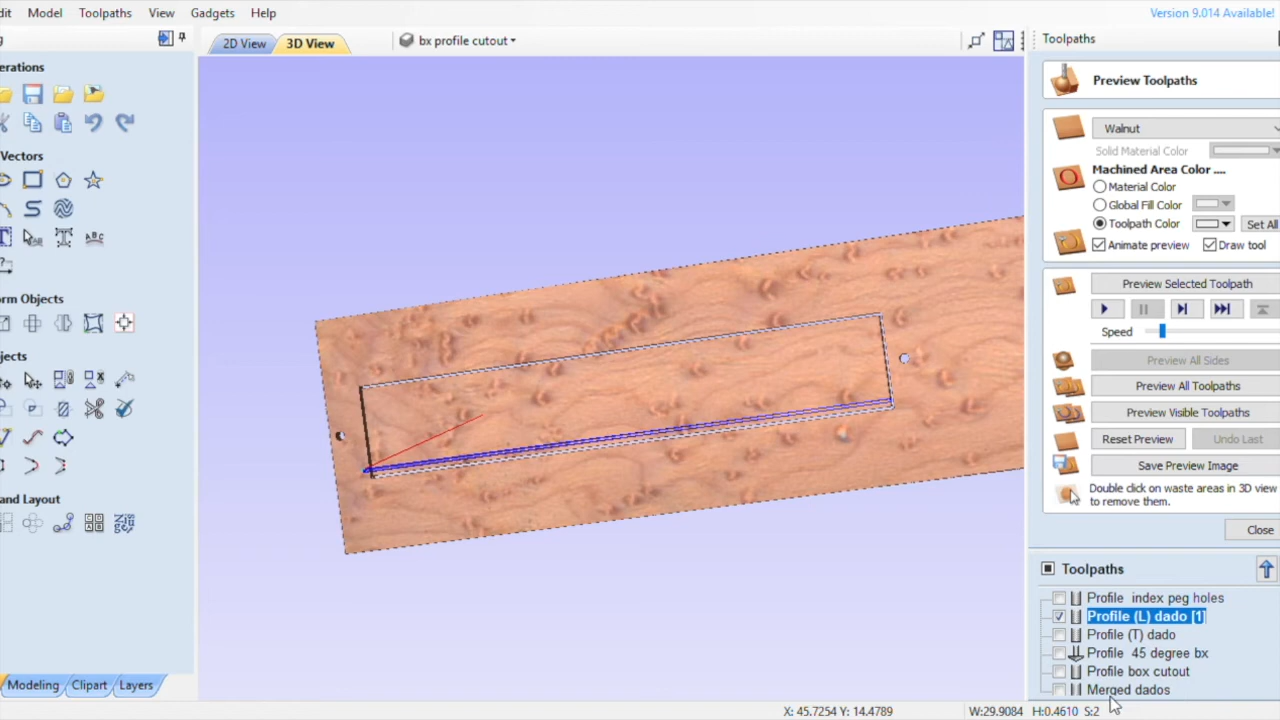 dit Model Toolpaths View Gadgets Help Version 9.014 Available!
g 2D View 3D View bx profile cutout Toolpaths
erations
Preview Toolpaths
Walnut
Vectors
Solid Material Color
Machined Area Color ....
Material Color
Global Fill Color
Toolpath Color Set All
Animate preview Draw tool
ABC
orm Objects
Preview Selected Toolpath
Speed
jects
Preview All Sides
Preview All Toolpaths
Preview Visible Toolpaths
Reset Preview Undo Last
Save Preview Image
and Layout
Double click on waste areas in 3D view
to remove them.
Close
Toolpaths
Profile index peg holes
Profile (L) dado [1]
Profile (T) dado
Profile 45 degree bx
Profile box cutout
Merged dados
Modeling Clipart Layers
X: 45.7254 Y: 14.4789 W:29.9084 H:0.4610 S:2